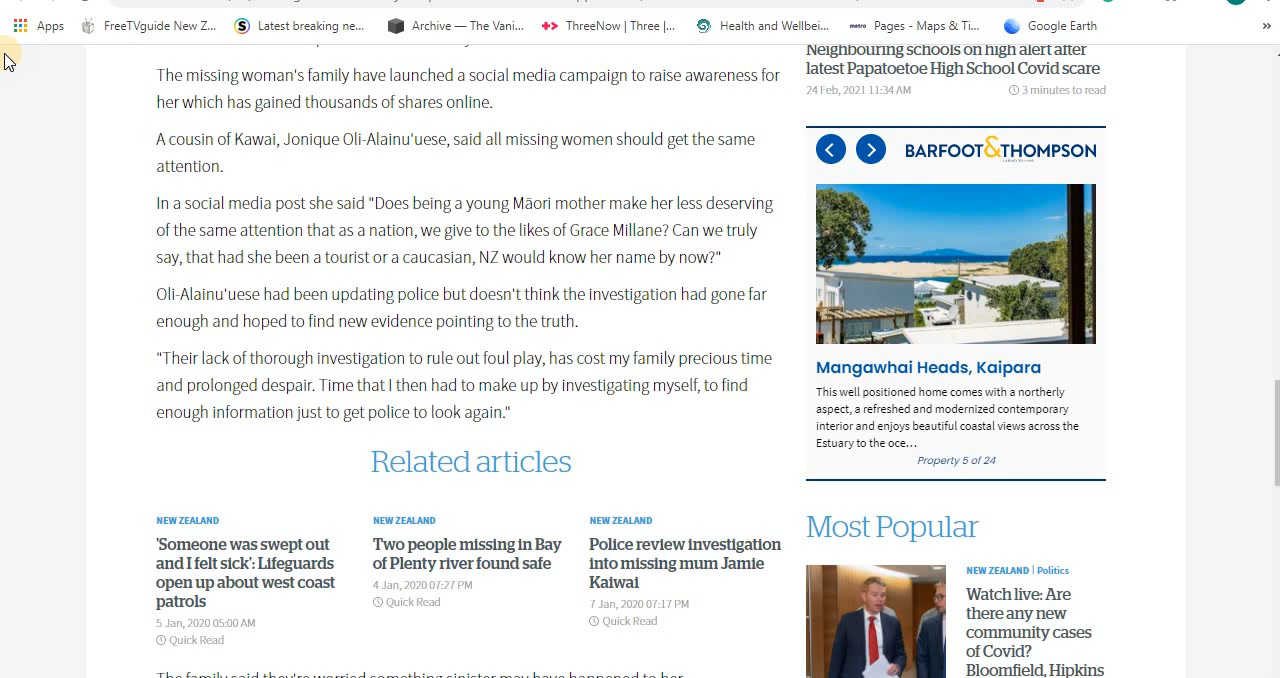 Apps
FreeTVguide New Z...
Latest breaking ne...
Archive — The Vani...
ThreeNow | Three |...
Health and Wellbei...
metro Pages - Maps & Ti...
Google Earth
»
The missing woman's family have launched a social media campaign to raise awareness for
her which has gained thousands of shares online.
A cousin of Kawai, Jonique Oli-Alainu'uese, said all missing women should get the same
attention.
In a social media post she said "Does being a young Māori mother make her less deserving
of the same attention that as a nation, we give to the likes of Grace Millane? Can we truly
say, that had she been a tourist or a caucasian, NZ would know her name by now?"
Oli-Alainu'uese had been updating police but doesn't think the investigation had gone far
enough and hoped to find new evidence pointing to the truth.
"Their lack of thorough investigation to rule out foul play, has cost my family precious time
and prolonged despair. Time that I then had to make up by investigating myself, to find
enough information just to get police to look again."
Related articles
NEW ZEALAND
'Someone was swept out
and I felt sick': Lifeguards
open up about west coast
patrols
5 Jan, 2020 05:00 AM
Quick Read
NEW ZEALAND
Two people missing in Bay
of Plenty river found safe
4 Jan, 2020 07:27 PM
Quick Read
NEW ZEALAND
Police review investigation
into missing mum Jamie
Kaiwai
7 Jan, 2020 07:17 PM
Quick Read
The family said they're worried something sinister may have happened to her
Neighbouring schools on high alert after
latest Papatoetoe High School Covid scare
24 Feb, 2021 11:34 AM
3 minutes to read
BARFOOT&THOMPSON
Mangawhai Heads, Kaipara
This well positioned home comes with a northerly
aspect, a refreshed and modernized contemporary
interior and enjoys beautiful coastal views across the
Estuary to the oce...
Property 5 of 24
Most Popular
NEW ZEALAND | Politics
Watch live: Are
there any new
community cases
of Covid?
Bloomfield, Hipkins